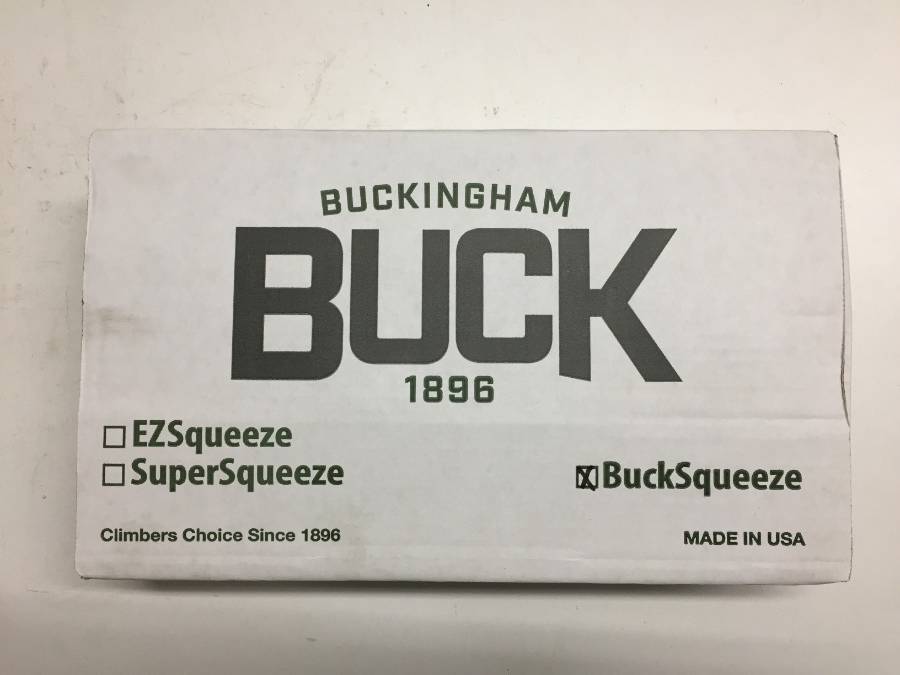 BUCKINGHAM
BUCK
1896
☐ EZSqueeze
☐ SuperSqueeze
☒ BuckSqueeze
Climbers Choice Since 1896
MADE IN USA